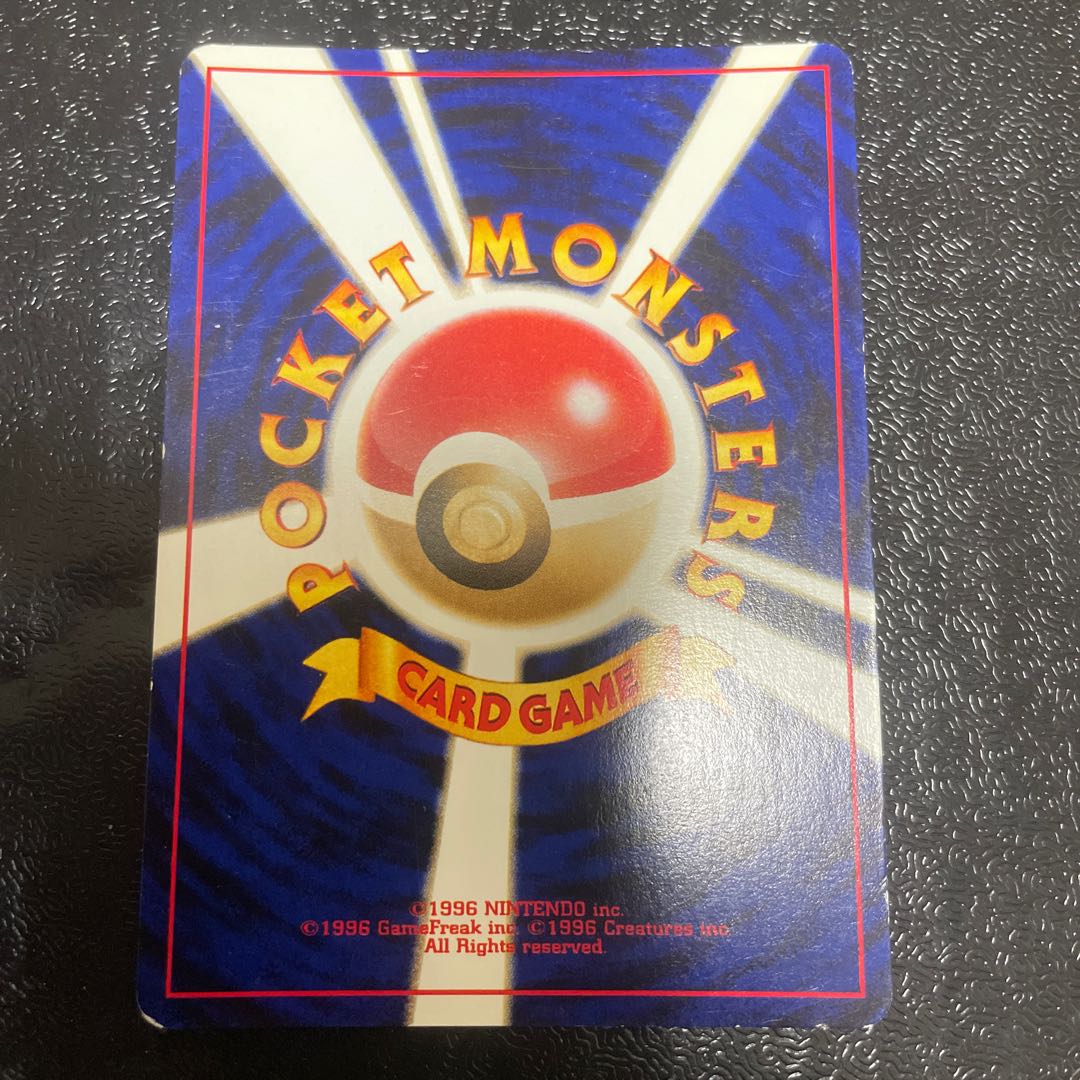 POCKET MONSTERS
CARD GAME
©1996 NINTENDO inc.
©1996 GameFreak inc. ©1996 Creatures inc.
All Rights reserved.